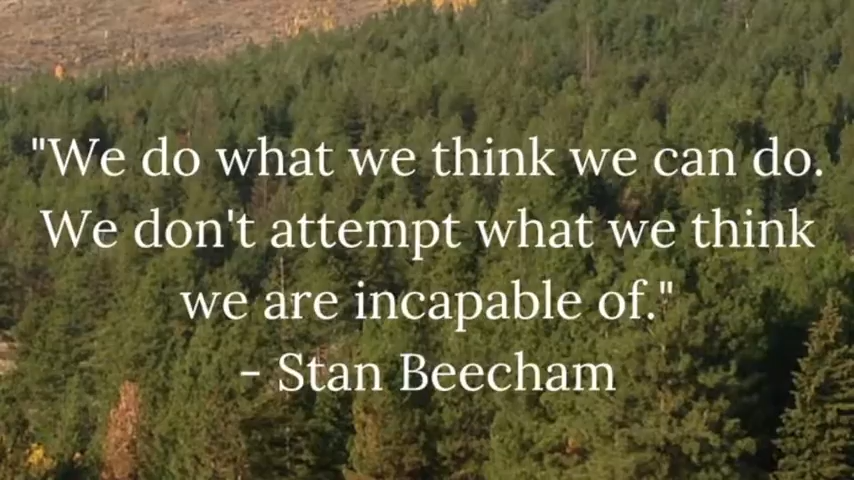 "We do what we think we can do.
We don't attempt what we think
we are incapable of."
- Stan Beecham